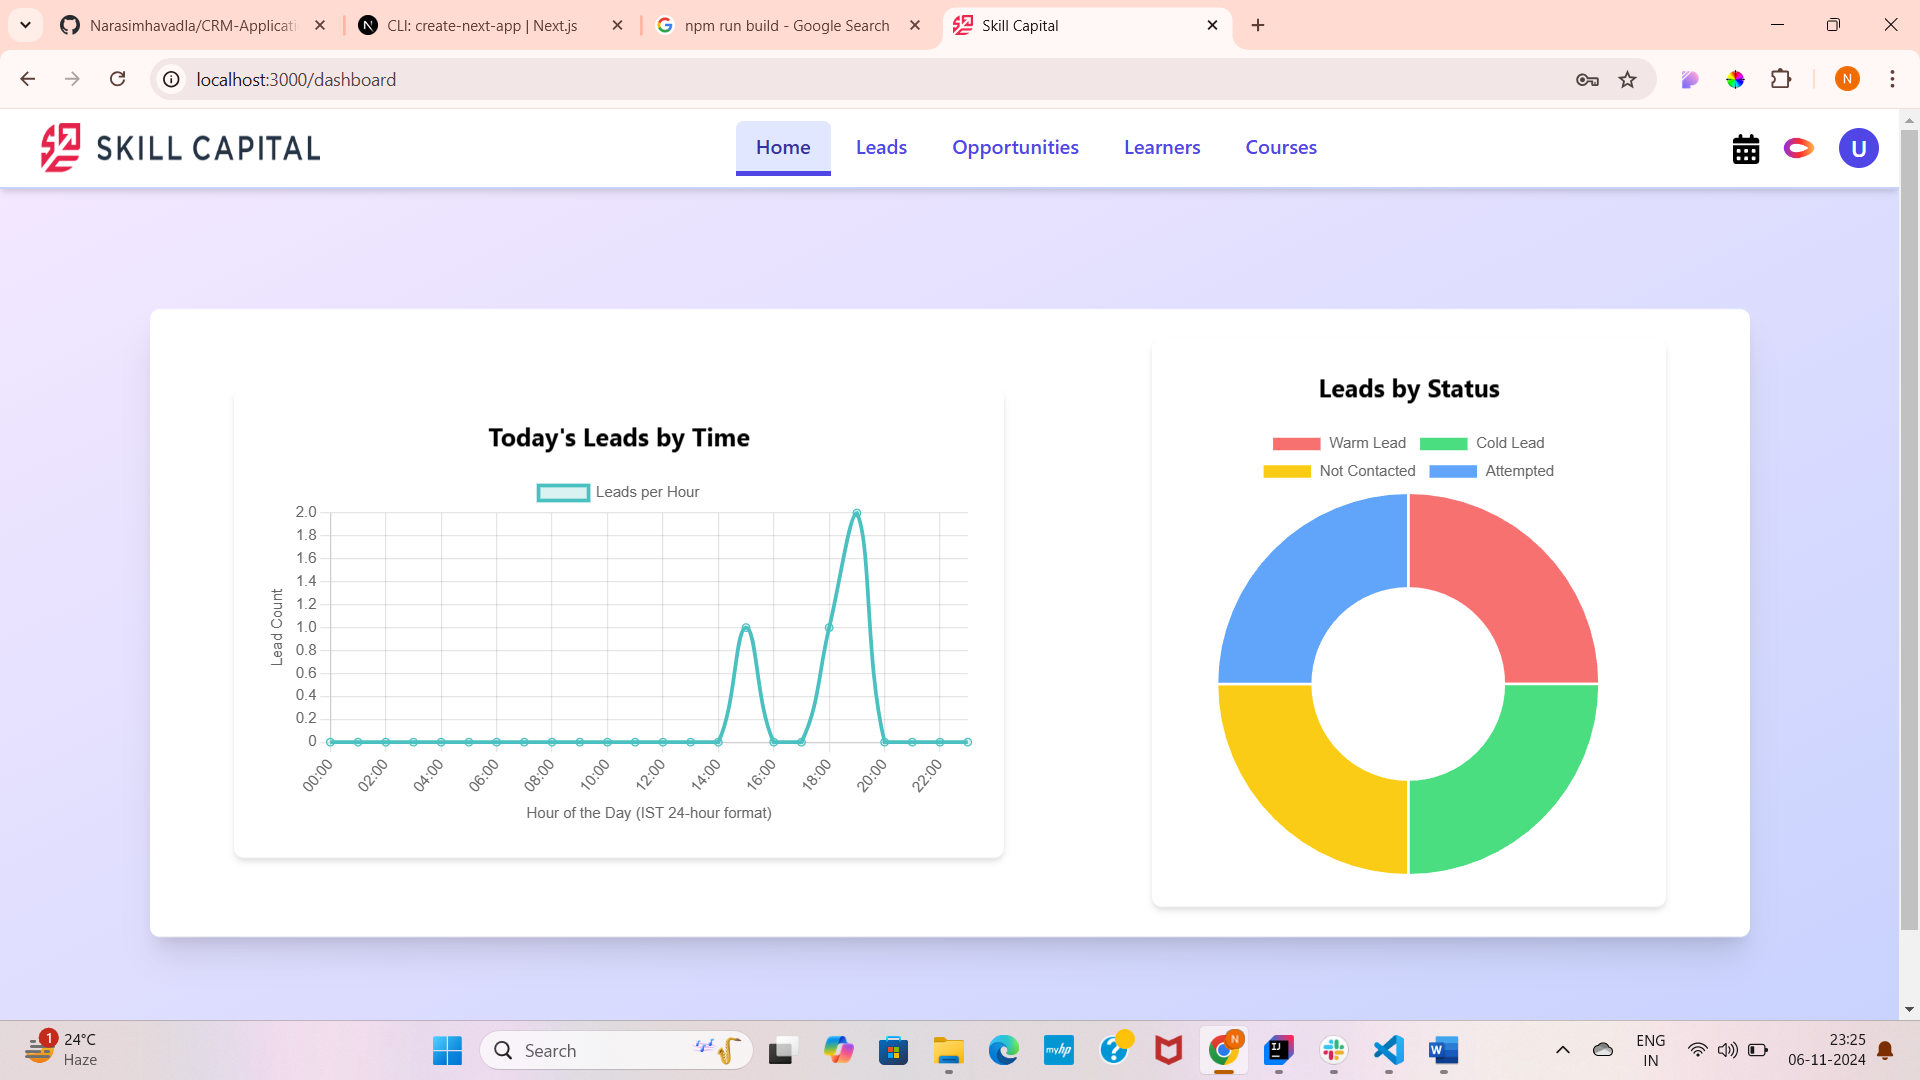 Narasimhavadla/CRM-Applicati
CLI: create-next-app | Next.js
npm run build - Google Search
Skill Capital
localhost:3000/dashboard
N
SKILL CAPITAL
Home
Leads
Opportunities
Learners
Courses
U
Today's Leads by Time
Leads per Hour
2.0
1.8
1.6
1.4
1.2
1.0
0.8
0.6
0.4
0.2
0
Lead Count
00:00
02:00
04:00
06:00
08:00
10:00
12:00
14:00
16:00
18:00
20:00
22:00
Hour of the Day (IST 24-hour format)
Leads by Status
Warm Lead
Cold Lead
Not Contacted
Attempted
1
24°C
Haze
Search
myhp
?
N
IJ
W
ENG
IN
23:25
06-11-2024